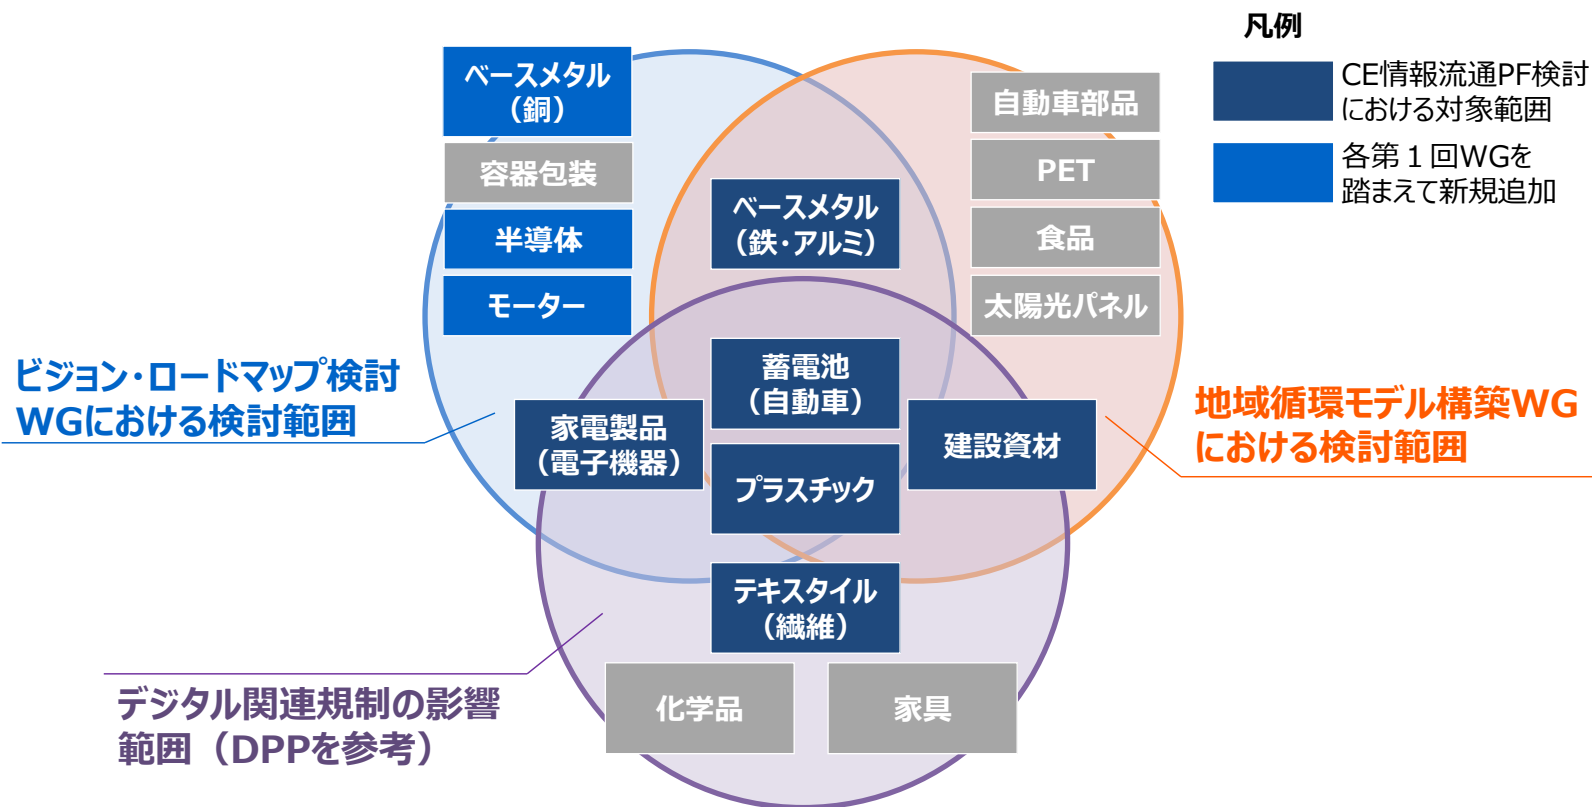 凡例
CE情報流通PF検討
における対象範囲
各第１回WGを
踏まえて新規追加
ベースメタル
（銅）
容器包装
半導体
モーター
自動車部品
PET
食品
太陽光パネル
ベースメタル
（鉄・アルミ）
蓄電池
（自動車）
家電製品
（電子機器）
プラスチック
建設資材
テキスタイル
（繊維）
化学品
家具
ビジョン・ロードマップ検討
WGにおける検討範囲
地域循環モデル構築WG
における検討範囲
デジタル関連規制の影響
範囲（DPPを参考）